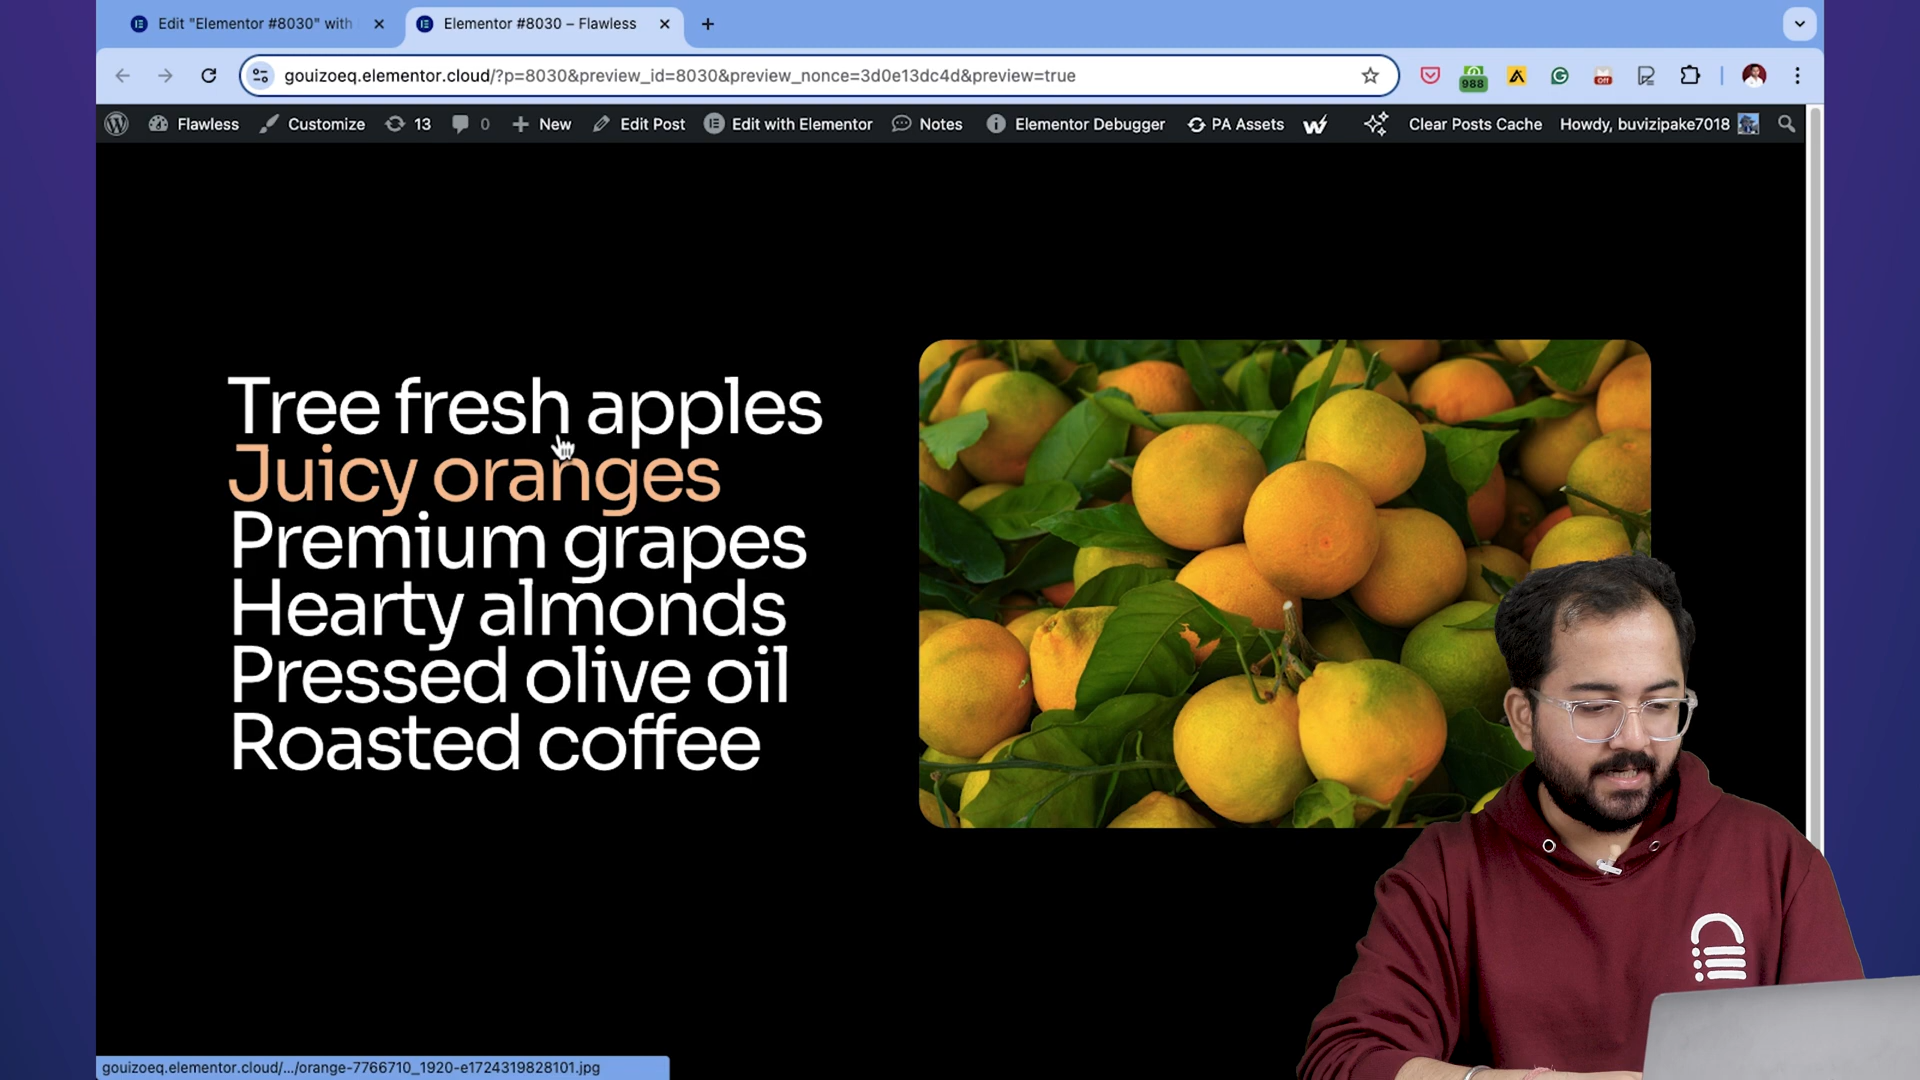 Edit "Elementor #8030" with
Elementor #8030 – Flawless
gouizoeq.elementor.cloud/?p=8030&preview_id=8030&preview_nonce=3d0e13dc4d&preview=true
988
Off
Flawless
Customize
13
0
New
Edit Post
Edit with Elementor
Notes
Elementor Debugger
PA Assets
Clear Posts Cache
Howdy, buvizipake7018
Tree fresh apples
Juicy oranges
Premium grapes
Hearty almonds
Pressed olive oil
Roasted coffee
gouizoeq.elementor.cloud/.../orange-7766710_1920-e1724319828101.jpg